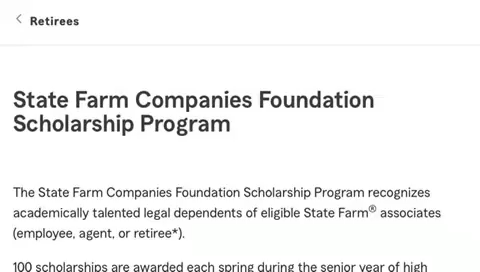 Retirees
State Farm Companies Foundation
Scholarship Program
The State Farm Companies Foundation Scholarship Program recognizes
academically talented legal dependents of eligible State Farm® associates
(employee, agent, or retiree*).
100 scholarships are awarded each spring during the senior year of high